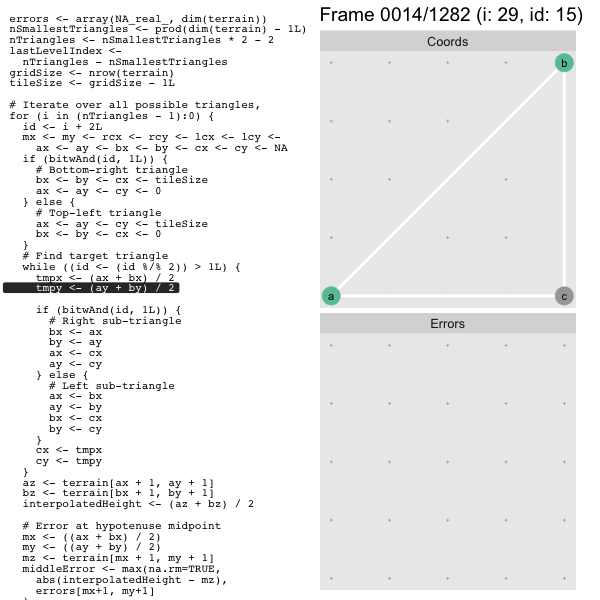 errors <- array(NA_real_, dim(terrain))
nSmallestTriangles <- prod(dim(terrain) - 1L)
nTriangles <- nSmallestTriangles * 2 - 2
lastLevelIndex <-
  nTriangles - nSmallestTriangles
gridSize <- nrow(terrain)
tileSize <- gridSize - 1L

# Iterate over all possible triangles,
for (i in (nTriangles - 1):0) {
  id <- i + 2L
  mx <- my <- rcx <- rcy <- lcx <- lcy <-
    ax <- ay <- bx <- by <- cx <- cy <- NA
  if (bitwAnd(id, 1L)) {
    # Bottom-right triangle
    bx <- by <- cx <- tileSize
    ax <- ay <- cy <- 0
  } else {
    # Top-left triangle
    ax <- ay <- cy <- tileSize
    bx <- by <- cx <- 0
  }
  # Find target triangle
  while ((id <- (id %/% 2)) > 1L) {
    tmpx <- (ax + bx) / 2
    tmpy <- (ay + by) / 2

    if (bitwAnd(id, 1L)) {
      # Right sub-triangle
      bx <- ax
      by <- ay
      ax <- cx
      ay <- cy
    } else {
      # Left sub-triangle
      ax <- bx
      ay <- by
      bx <- cx
      by <- cy
    }
    cx <- tmpx
    cy <- tmpy
  }
  az <- terrain[ax + 1, ay + 1]
  bz <- terrain[bx + 1, by + 1]
  interpolatedHeight <- (az + bz) / 2

  # Error at hypotenuse midpoint
  mx <- ((ax + bx) / 2)
  my <- ((ay + by) / 2)
  mz <- terrain[mx + 1, my + 1]
  middleError <- max(na.rm=TRUE,
    abs(interpolatedHeight - mz),
    errors[mx+1, my+1]
Frame 0014/1282 (i: 29, id: 15)
Coords
b
a
c
Errors